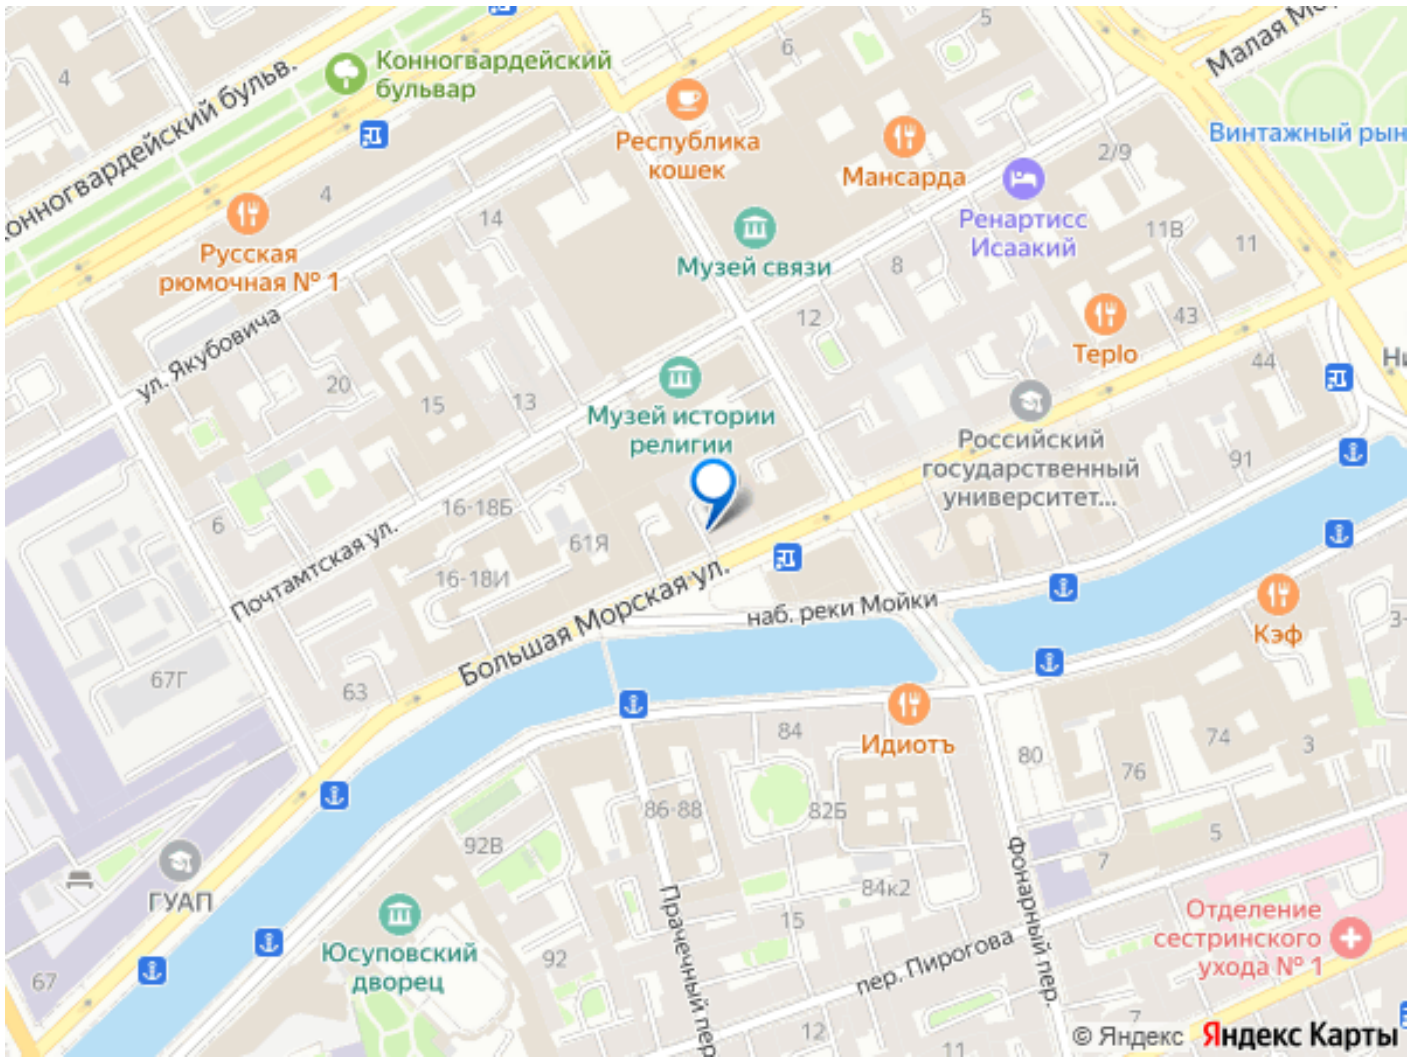 4
Конногвардейский
бульвар
Конногвардейский бульв.
6
5
Малая Мо
Республика
кошек
Мансарда
2/9
Винтажный рын
4
Русская
рюмочная № 1
14
Музей связи
Ренартисс
Исаакий
8
11В
11
ул. Якубовича
12
43
Teplo
44
Ни
20
15
13
Музей истории
религии
Российский
государственный
университет...
91
6
16-18Б
61Я
Почтамтская ул.
16-18И
Большая Морская ул.
наб. реки Мойки
Кэф
3-
67Г
63
84
Идиотъ
80
74
3
76
86-88
82Б
92В
5
7
ГУАП
84к2
15
Прачечный пер.
Фонарный пер.
пер. Пирогова
Отделение
сестринского
ухода № 1
Юсуповский
дворец
92
67
12
11
7
© Яндекс Яндекс Карты